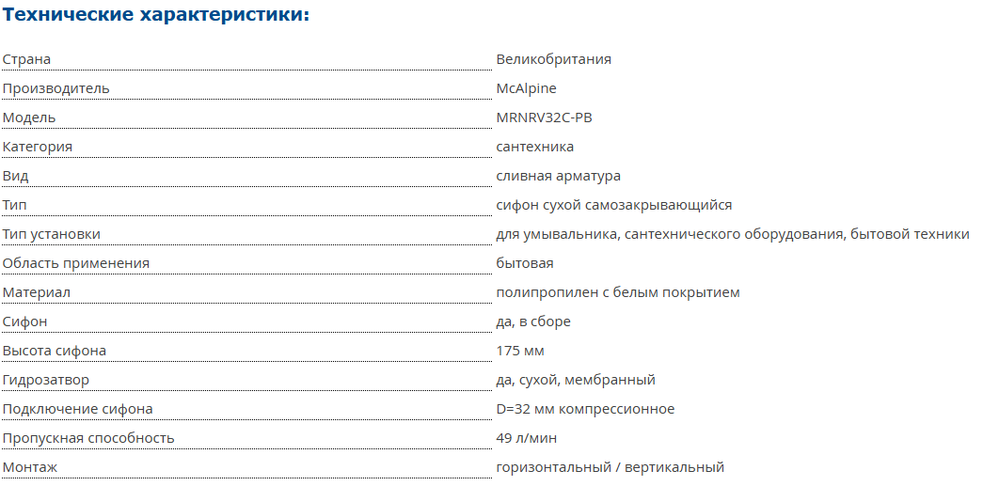 Технические характеристики:
Страна Великобритания
Производитель McAlpine
Модель MRNRV32C-PB
Категория сантехника
Вид сливная арматура
Тип сифон сухой самозакрывающийся
Тип установки для умывальника, сантехнического оборудования, бытовой техники
Область применения бытовая
Материал полипропилен с белым покрытием
Сифон да, в сборе
Высота сифона 175 мм
Гидрозатвор да, сухой, мембранный
Подключение сифона D=32 мм компрессионное
Пропускная способность 49 л/мин
Монтаж горизонтальный / вертикальный